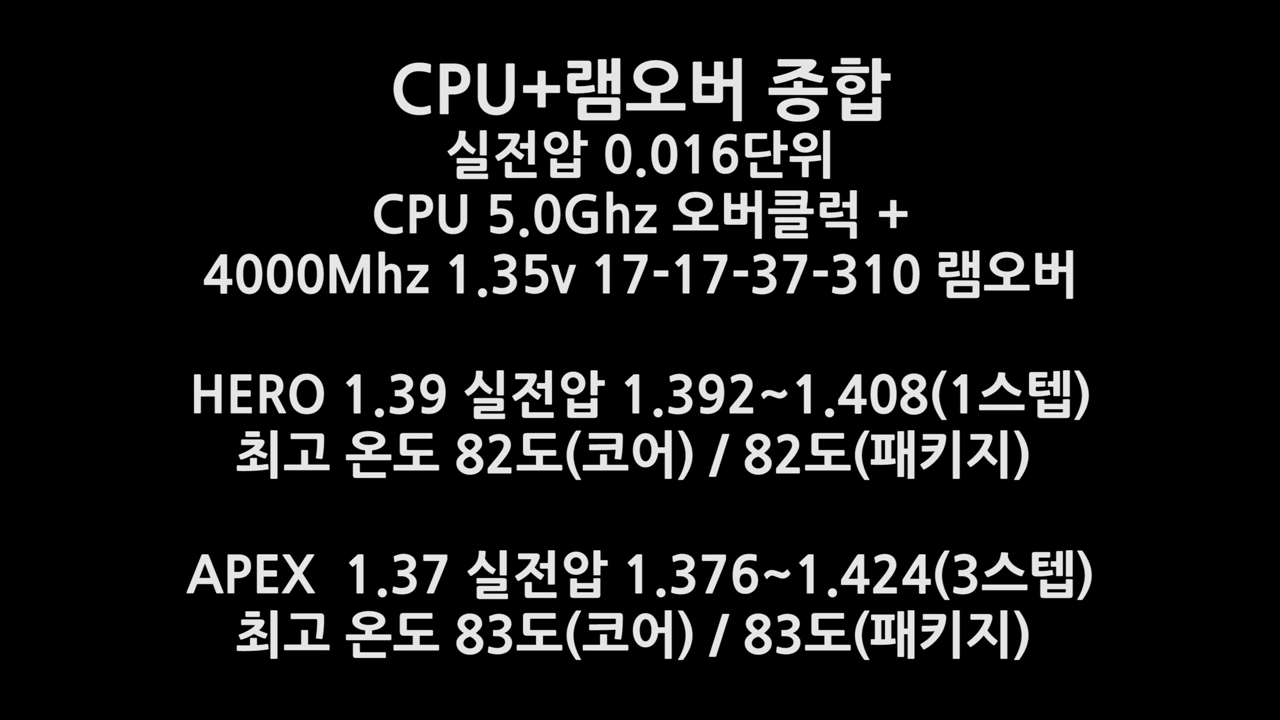 CPU+램오버 종합
실전압 0.016단위
CPU 5.0Ghz 오버클럭 +
4000Mhz 1.35v 17-17-37-310 램오버
HERO 1.39 실전압 1.392~1.408(1스텝)
최고 온도 82도(코어) / 82도(패키지)
APEX 1.37 실전압 1.376~1.424(3스텝)
최고 온도 83도(코어) / 83도(패키지)